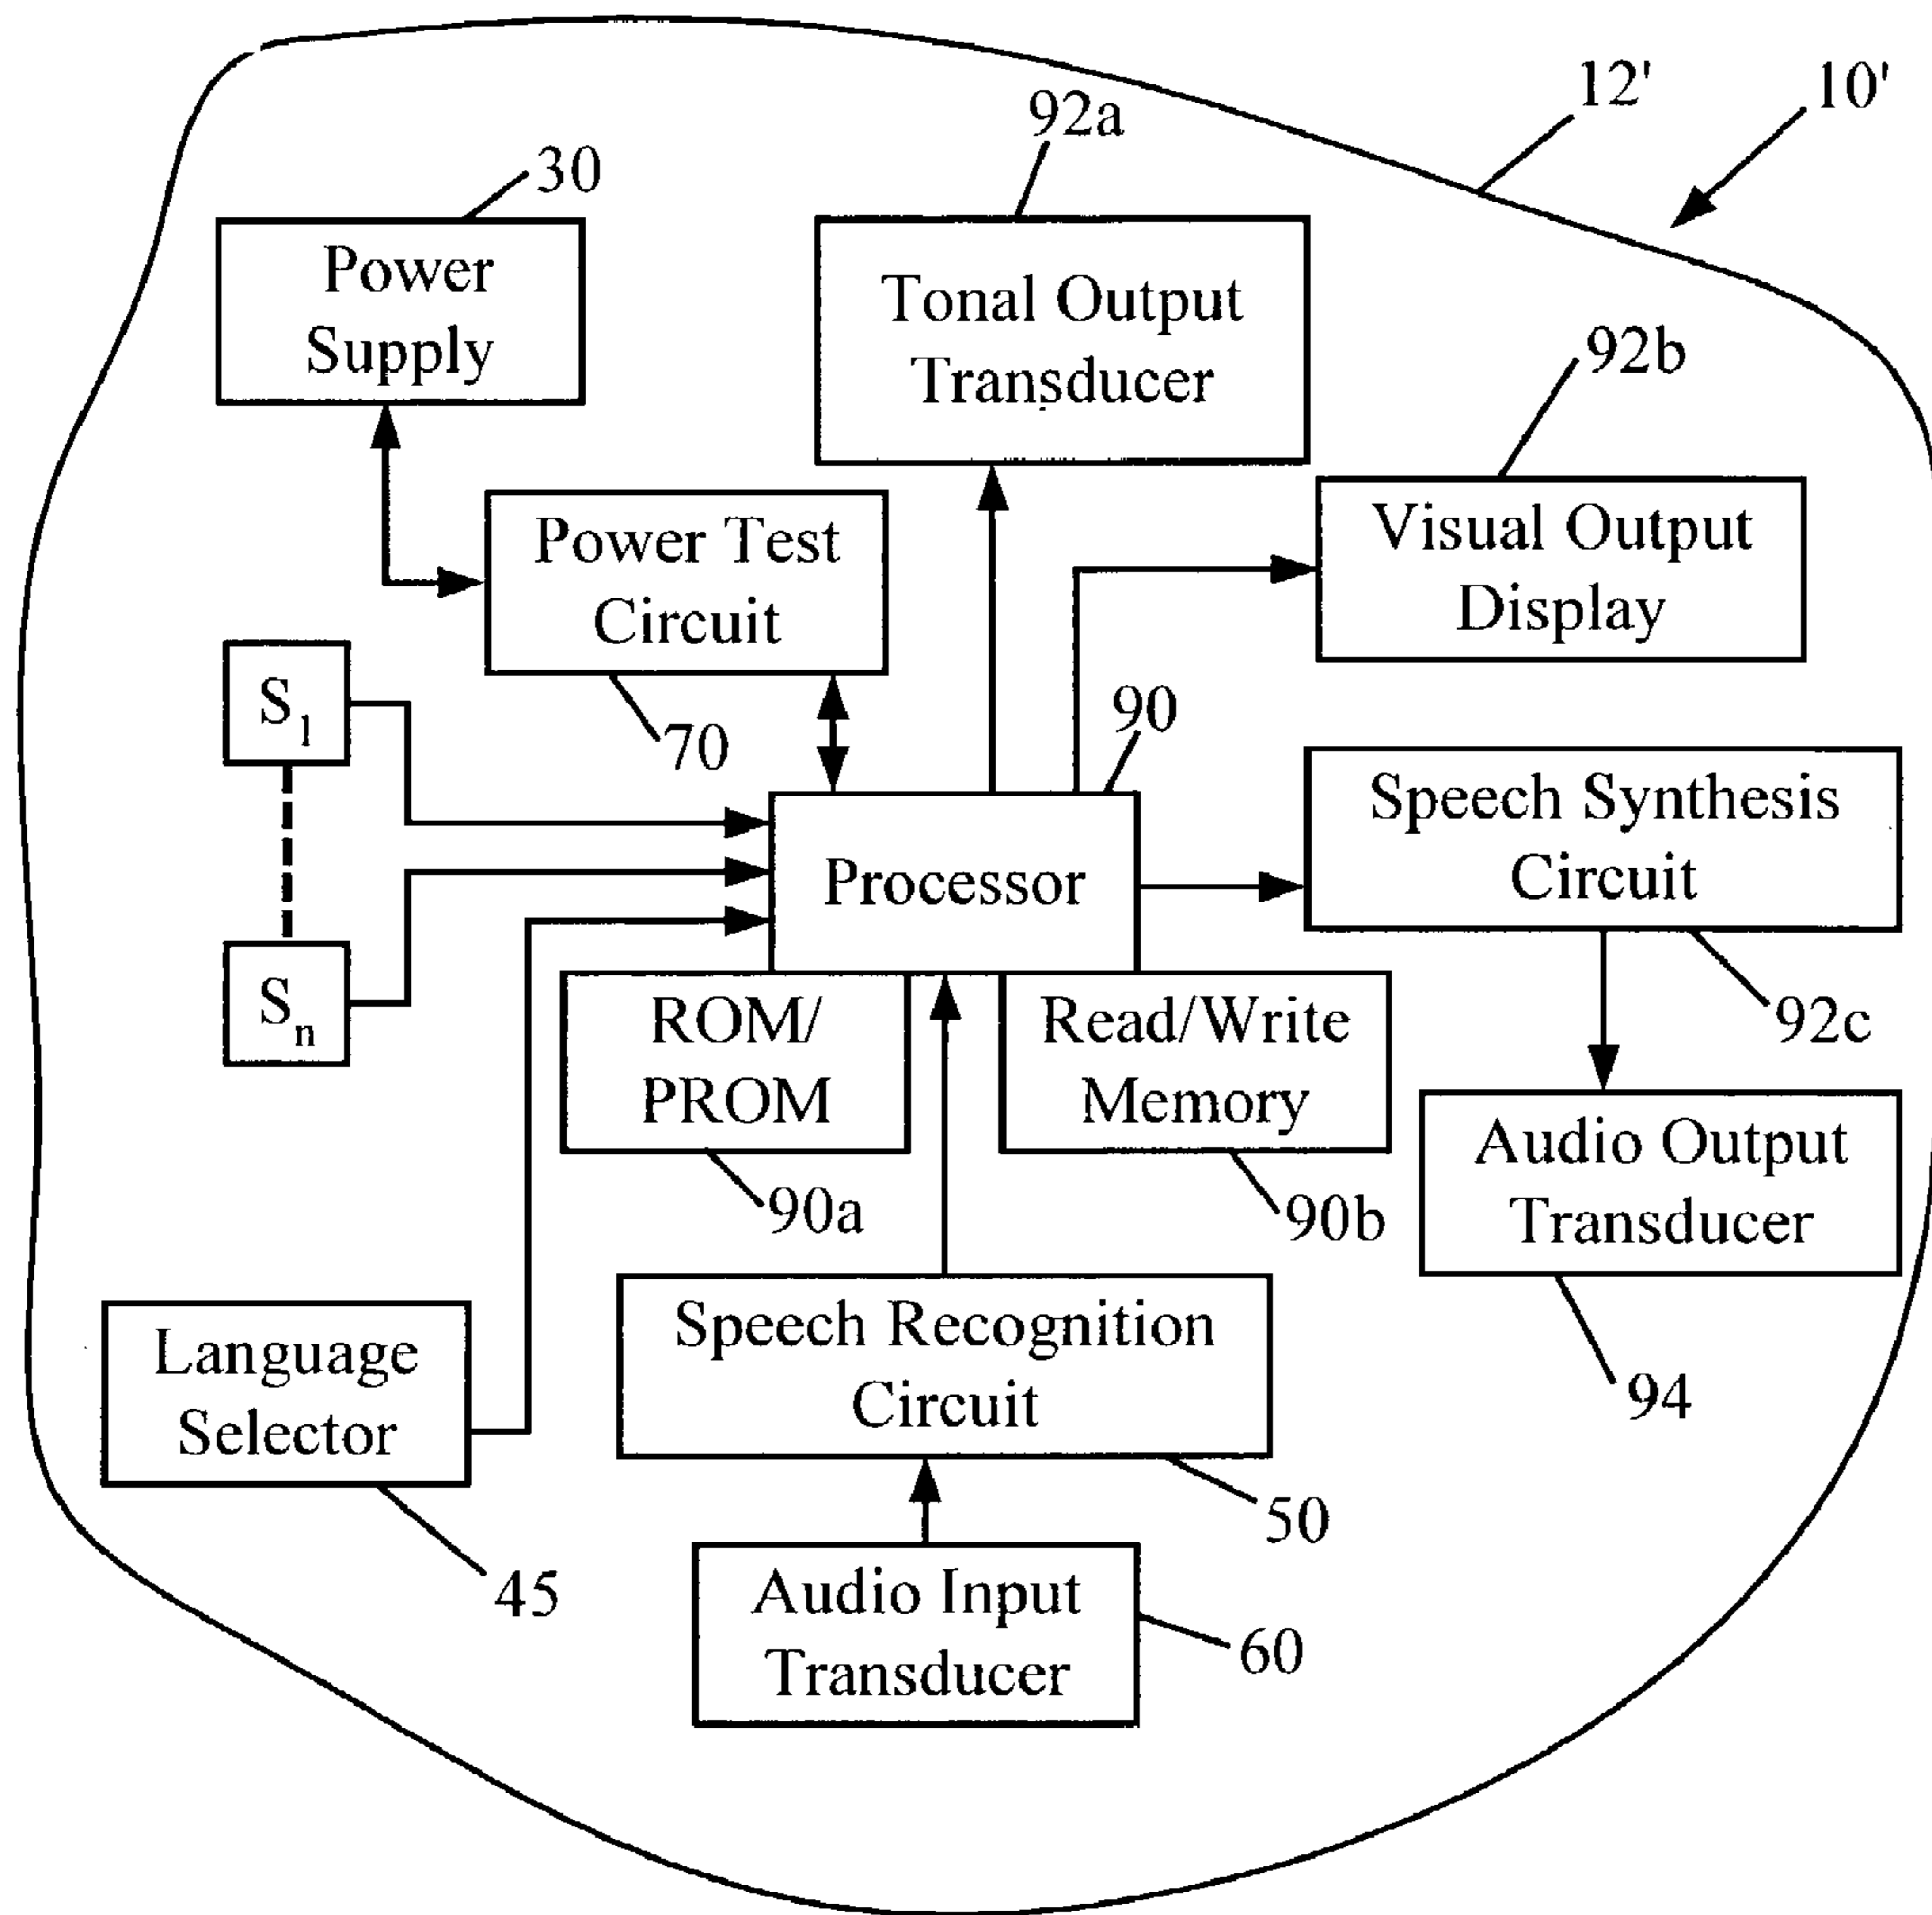 12'
10'
92a
30
Power
Supply
Tonal Output
Transducer
92b
Visual Output
Display
Power Test
Circuit
70
90
S1
Sn
Processor
Speech Synthesis
Circuit
92c
ROM/
PROM
90a
Read/Write
Memory
90b
Audio Output
Transducer
94
Language
Selector
45
Speech Recognition
Circuit
50
Audio Input
Transducer
60